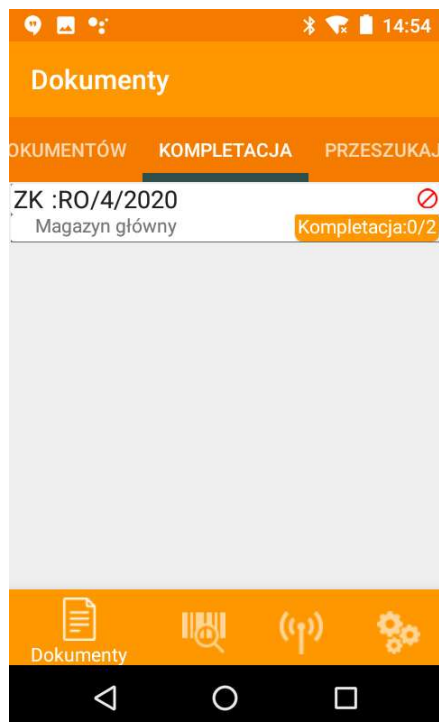 14:54
Dokumenty
OKUMENTÓW KOMPLETACJA PRZESZUKAJ
ZK :RO/4/2020
Magazyn główny Kompletacja:0/2
Dokumenty